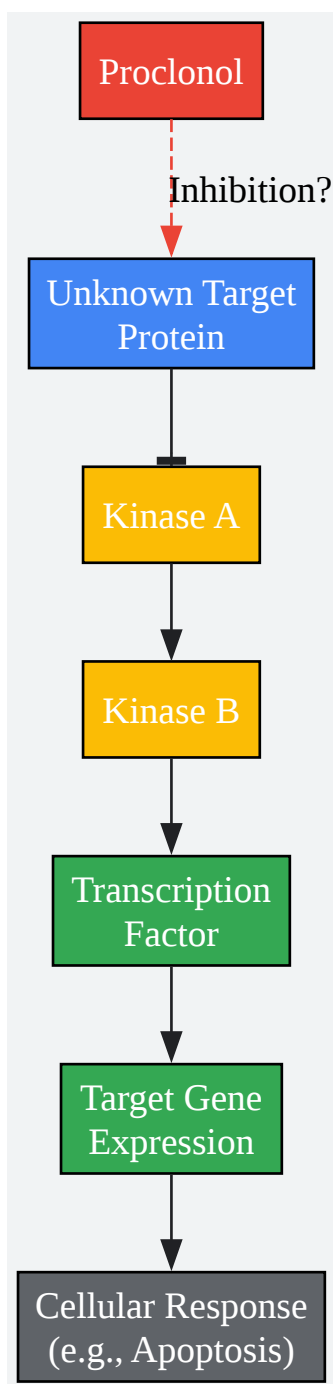 Proclonol
Inhibition?
Unknown Target
Protein
Kinase A
Kinase B
Transcription
Factor
Target Gene
Expression
Cellular Response
(e.g., Apoptosis)